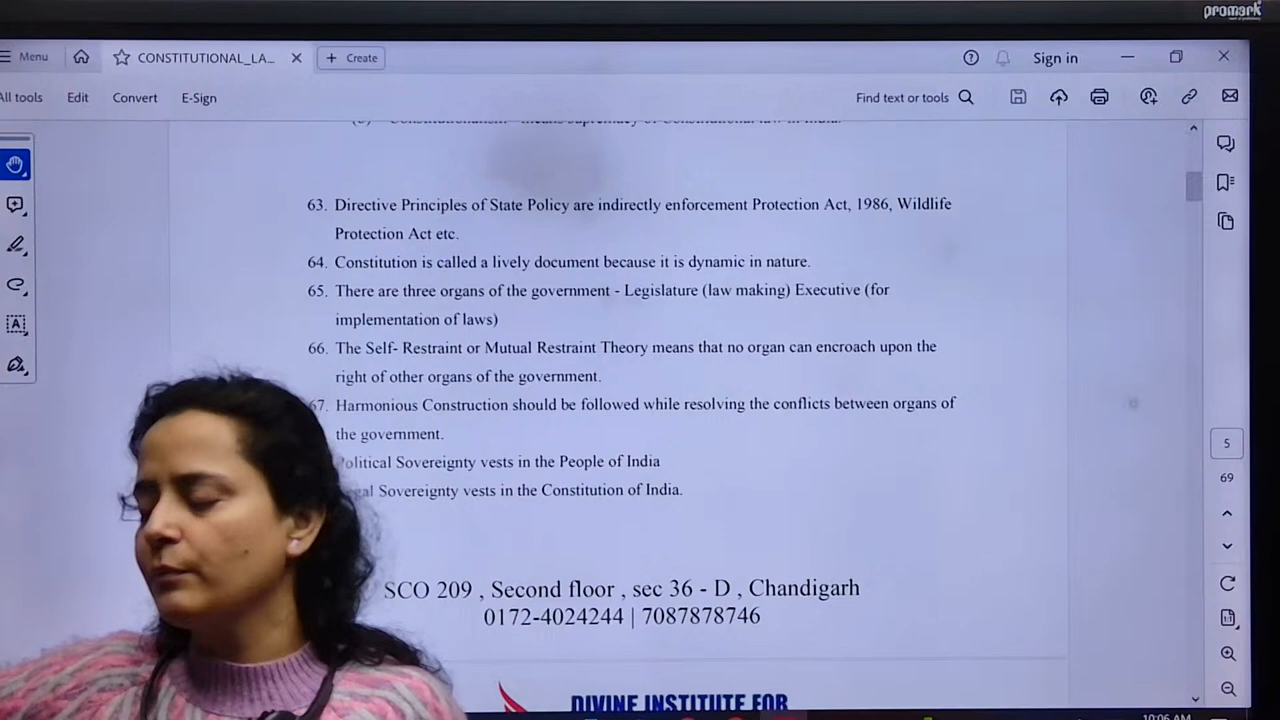 promark
Menu
CONSTITUTIONAL_LA...
Create
Sign in
All tools
Edit
Convert
E-Sign
Find text or tools
63. Directive Principles of State Policy are indirectly enforcement Protection Act, 1986, Wildlife
Protection Act etc.
64. Constitution is called a lively document because it is dynamic in nature.
65. There are three organs of the government - Legislature (law making) Executive (for
implementation of laws)
66. The Self- Restraint or Mutual Restraint Theory means that no organ can encroach upon the
right of other organs of the government.
67. Harmonious Construction should be followed while resolving the conflicts between organs of
the government.
Political Sovereignty vests in the People of India
Sovereignty vests in the Constitution of India.
5
69
SCO 209 , Second floor , sec 36 - D , Chandigarh
0172-4024244 | 7087878746
DIVINE INSTITUTE FOR
10:06 AM